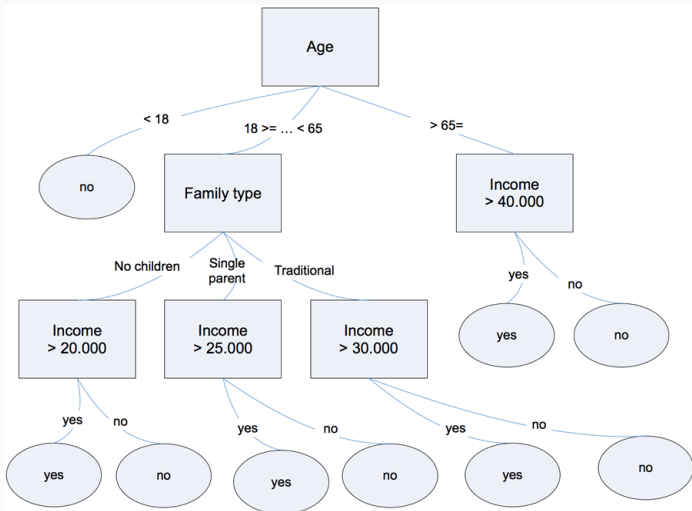 Age
< 18
18 >= ... < 65
> 65=
no
Family type
Income
> 40.000
No children
Single
parent
Traditional
yes
no
Income
> 20.000
Income
> 25.000
Income
> 30.000
yes
no
yes
no
yes
no
yes
no
yes
no
yes
no
yes
no